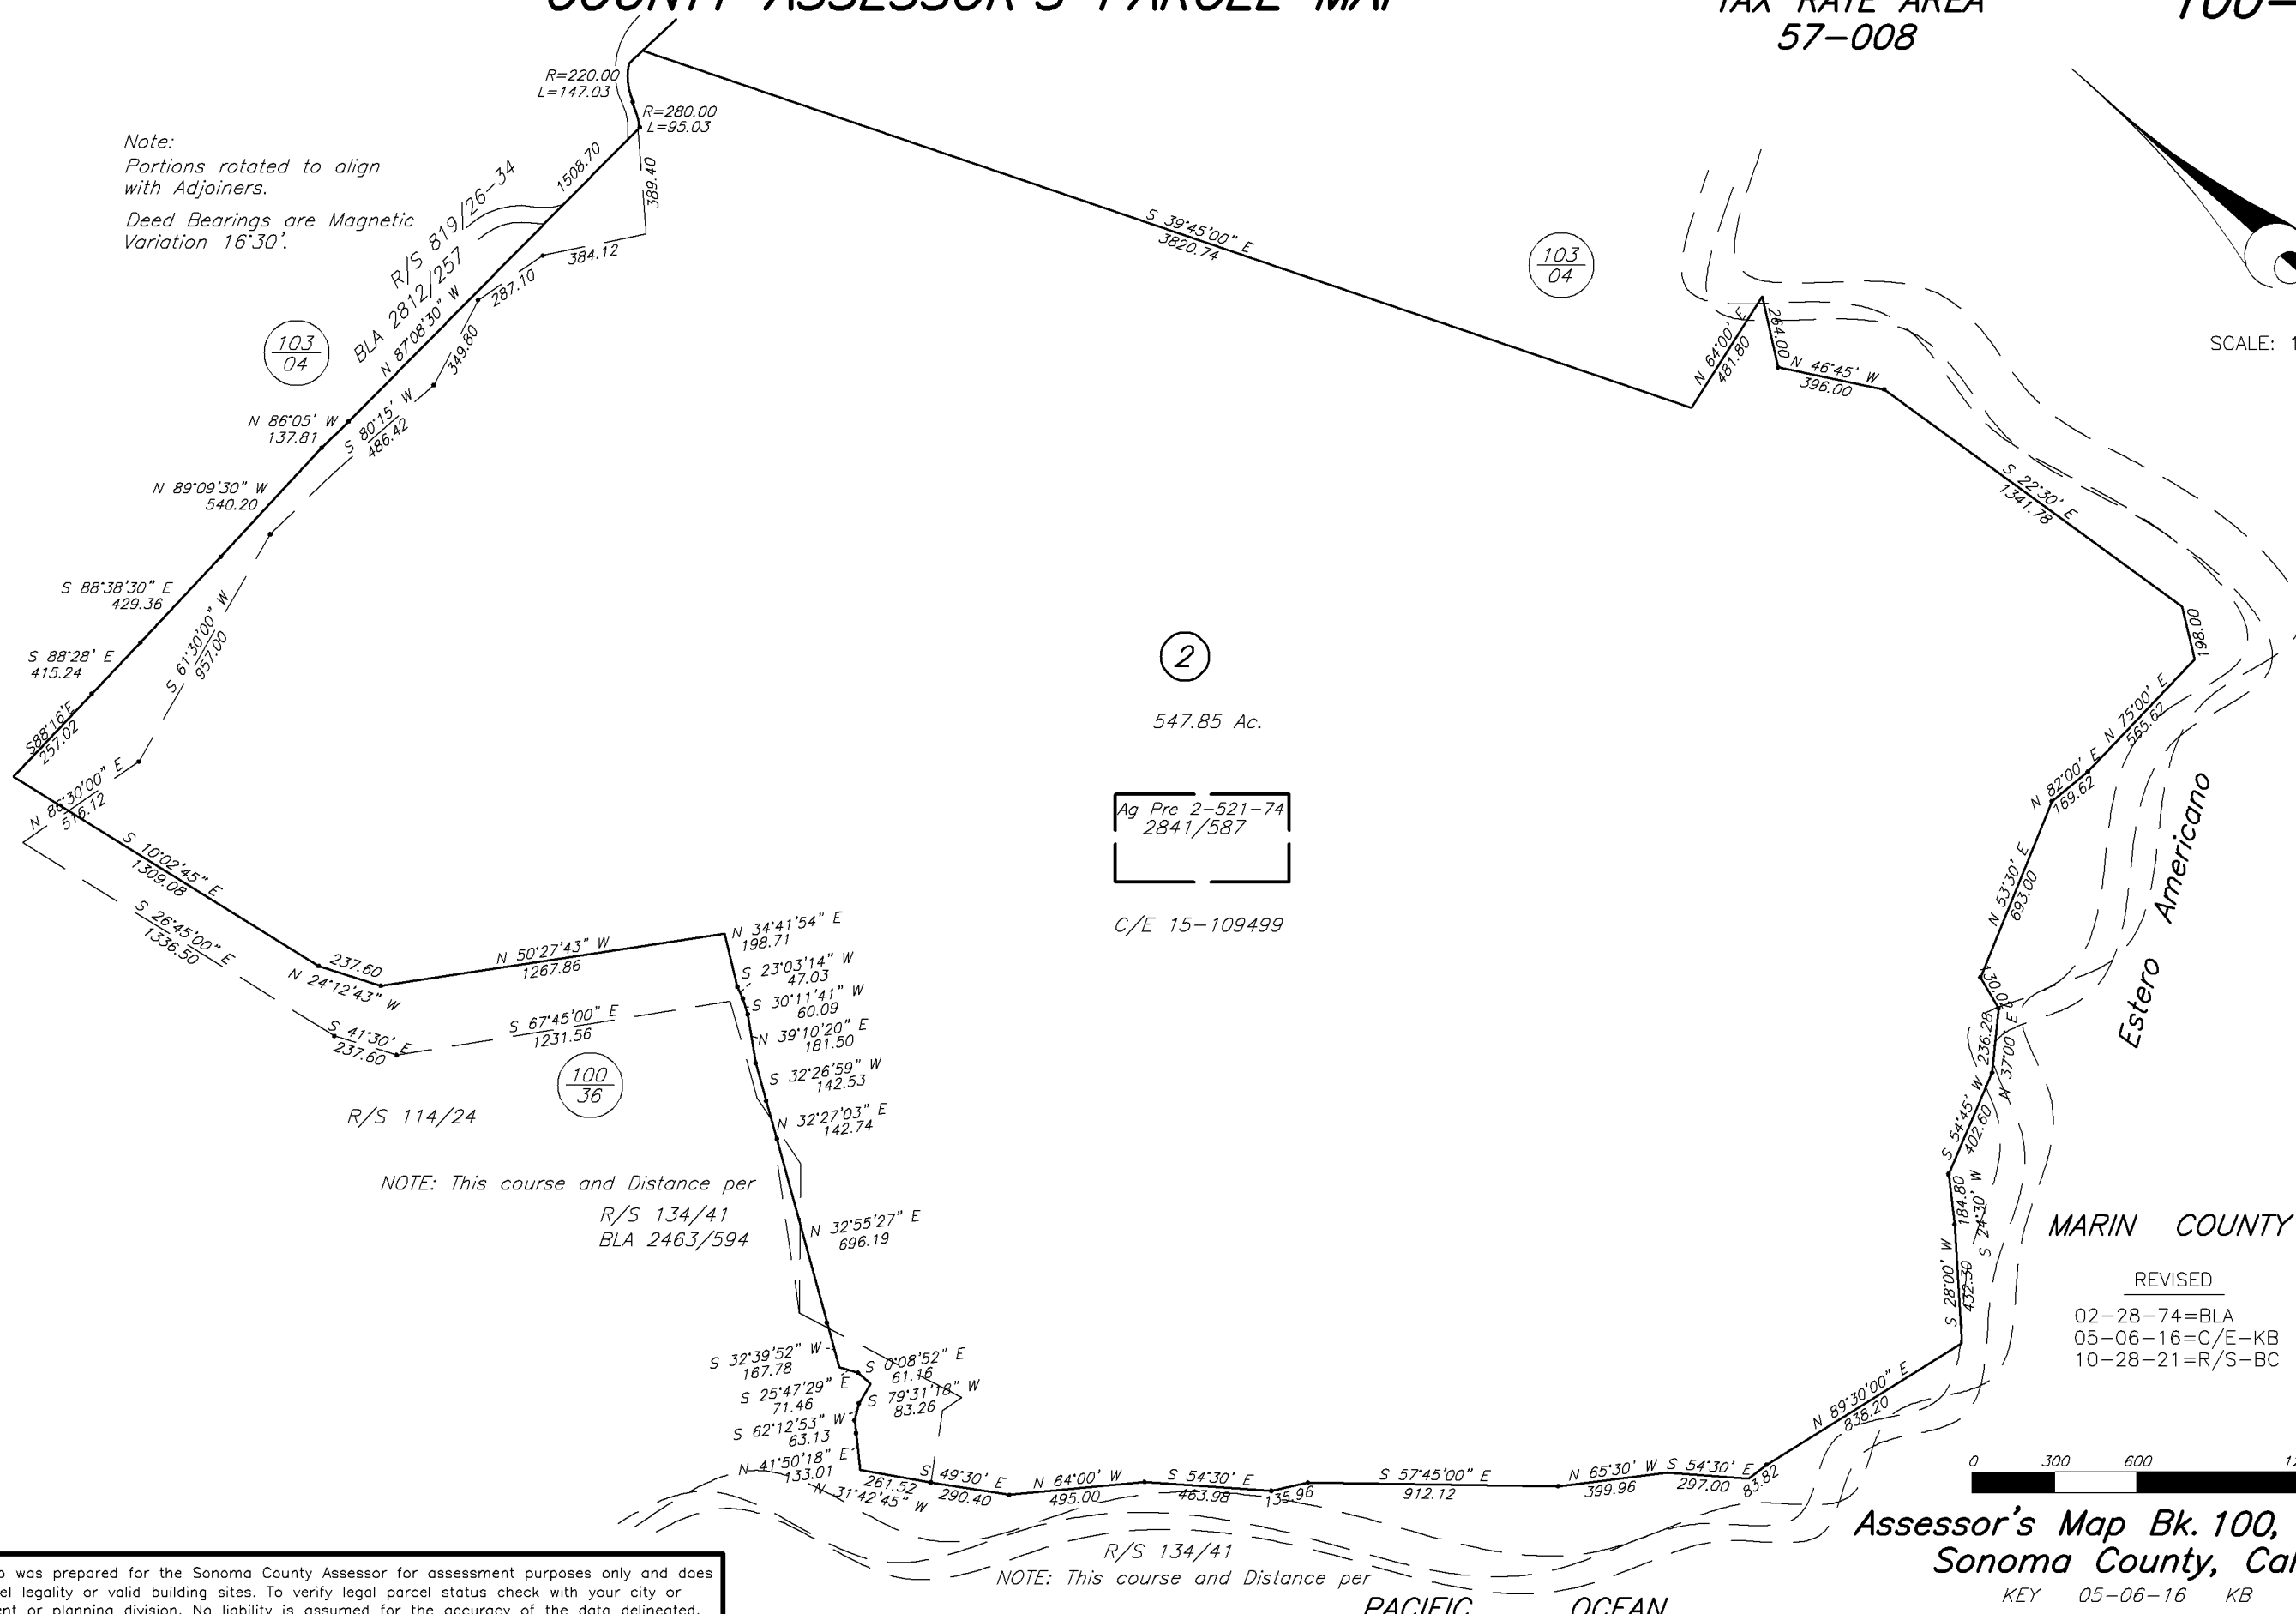 COUNTY ASSESSOR'S PARCEL MAP
TAX RATE AREA
57-008
100-
R=220.00
L=147.03
R=280.00
L=95.03
Note:
Portions rotated to align
with Adjoiners.
Deed Bearings are Magnetic
Variation 16°30'.
R/S 819/26-34
BLA 2812/257
1508.70
N 87°08'30" W
389.40
384.12
287.10
349.80
S 80°15' W
486.42
103
04
S 39°45'00" E
3820.74
103
04
N 64°00' E
481.80
264.00
N 46°45' W
396.00
SCALE: 1
S 22°30' E
1341.78
198.00
N 75°00' E
565.62
N 82°00' E
169.62
N 53°30' E
693.00
130.02
236.28
N 37°00' E
S 54°45' W
402.60
184.80
S 24°30' W
S 28°00' W
432.30
N 89°30'00" E
838.20
Estero Americano
N 86°05' W
137.81
N 89°09'30" W
540.20
S 88°38'30" E
429.36
S 88°28' E
415.24
S88°16'E
257.02
S 61°30'00" W
957.00
N 86°30'00" E
516.12
S 10°02'45" E
1309.08
S 26°45'00" E
1336.50
237.60
N 24°12'43" W
S 41°30' E
237.60
N 50°27'43" W
1267.86
S 67°45'00" E
1231.56
2
547.85 Ac.
Ag Pre 2-521-74
2841/587
C/E 15-109499
N 34°41'54" E
198.71
S 23°03'14" W
47.03
S 30°11'41" W
60.09
N 39°10'20" E
181.50
S 32°26'59" W
142.53
N 32°27'03" E
142.74
N 32°55'27" E
696.19
100
36
R/S 114/24
NOTE: This course and Distance per
R/S 134/41
BLA 2463/594
S 32°39'52" W
167.78
S 0°08'52" E
61.16
S 25°47'29" E
71.46
S 79°31'18" W
83.26
S 62°12'53" W
63.13
N 41°50'18" E
133.01
261.52
N 31°42'45" W
S 49°30' E
290.40
N 64°00' W
495.00
S 54°30' E
463.98
135.96
S 57°45'00" E
912.12
N 65°30' W
399.96
S 54°30' E
297.00
83.82
MARIN COUNTY
REVISED
02-28-74=BLA
05-06-16=C/E-KB
10-28-21=R/S-BC
0 300 600 12
Assessor's Map Bk. 100,
Sonoma County, Cal
KEY 05-06-16 KB
R/S 134/41
NOTE: This course and Distance per
PACIFIC OCEAN
p was prepared for the Sonoma County Assessor for assessment purposes only and does
el legality or valid building sites. To verify legal parcel status check with your city or
ent or planning division. No liability is assumed for the accuracy of the data delineated.